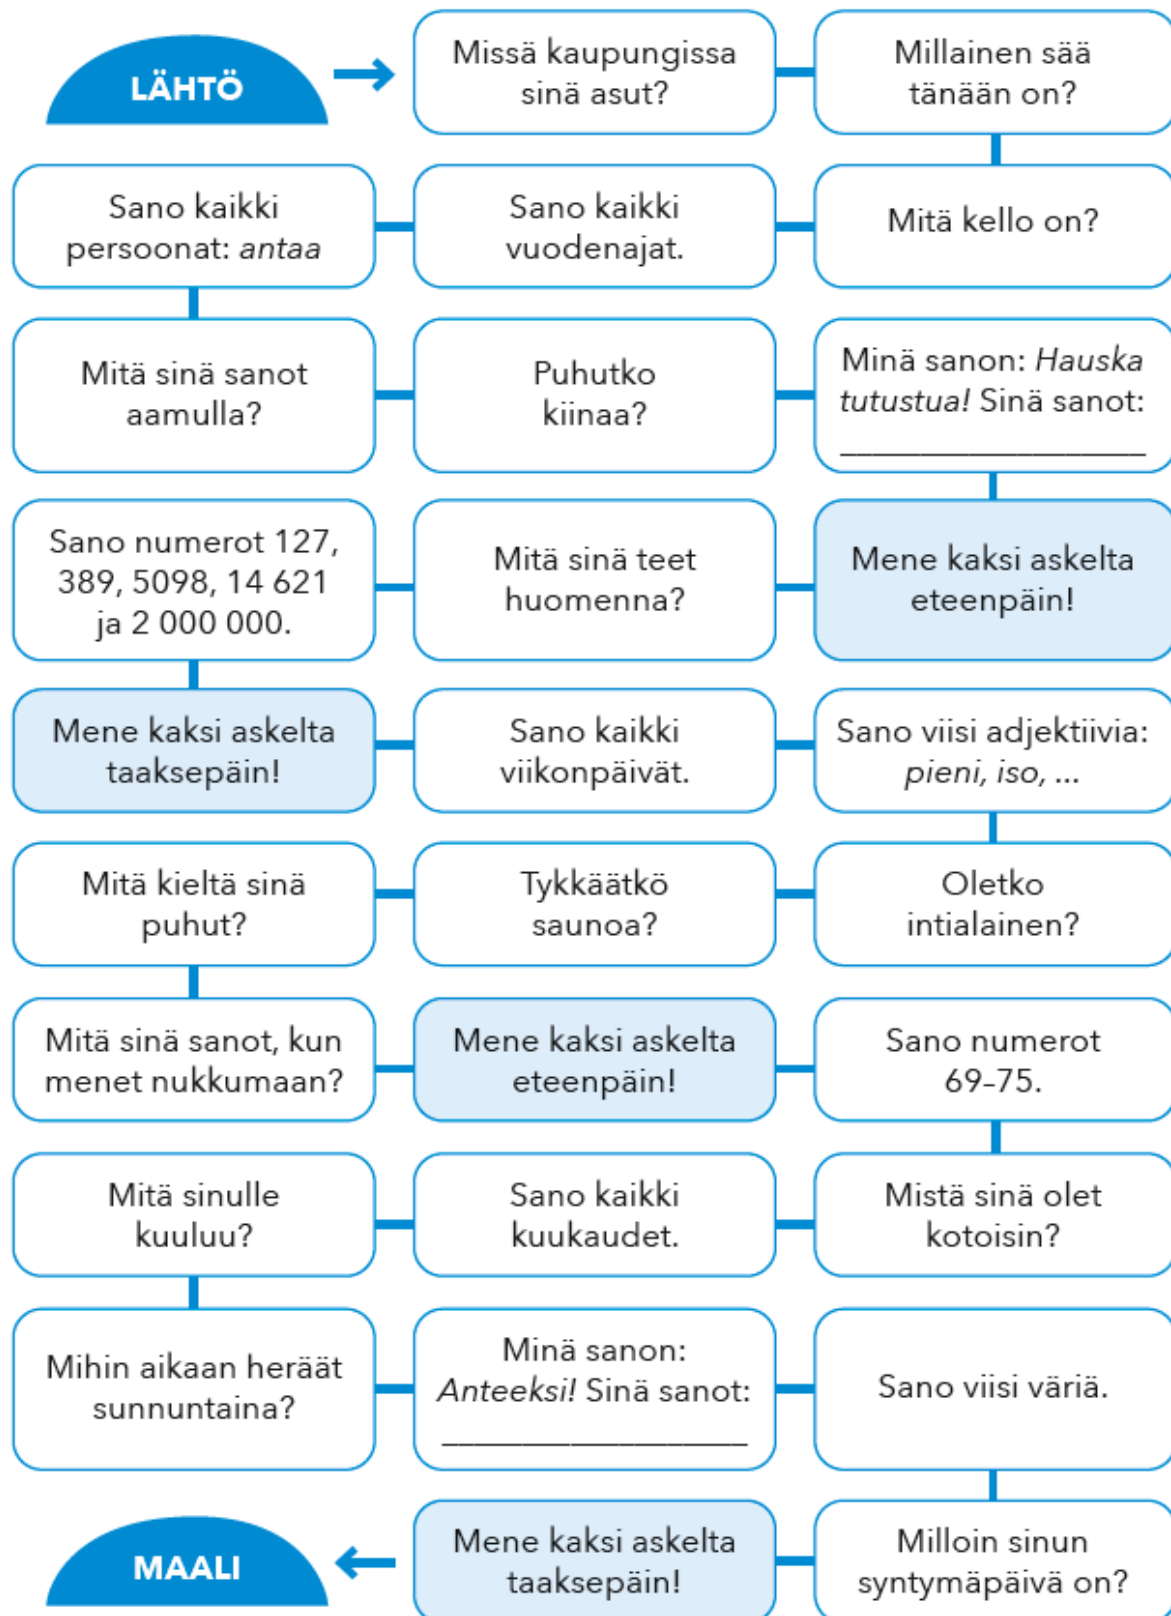 LÄHTÖ
Missä kaupungissa
sinä asut?
Millainen sää
tänään on?
Sano kaikki
persoonat: antaa
Sano kaikki
vuodenajat.
Mitä kello on?
Mitä sinä sanot
aamulla?
Puhutko
kiinaa?
Minä sanon: Hauska
tutustua! Sinä sanot:
___________________
Sano numerot 127,
389, 5098, 14 621
ja 2 000 000.
Mitä sinä teet
huomenna?
Mene kaksi askelta
eteenpäin!
Mene kaksi askelta
taaksepäin!
Sano kaikki
viikonpäivät.
Sano viisi adjektiivia:
pieni, iso, ...
Mitä kieltä sinä
puhut?
Tykkäätkö
saunoa?
Oletko
intialainen?
Mitä sinä sanot, kun
menet nukkumaan?
Mene kaksi askelta
eteenpäin!
Sano numerot
69–75.
Mitä sinulle
kuuluu?
Sano kaikki
kuukaudet.
Mistä sinä olet
kotoisin?
Mihin aikaan heräät
sunnuntaina?
Minä sanon:
Anteeksi! Sinä sanot:
___________________
Sano viisi väriä.
MAALI
Mene kaksi askelta
taaksepäin!
Milloin sinun
syntymäpäivä on?